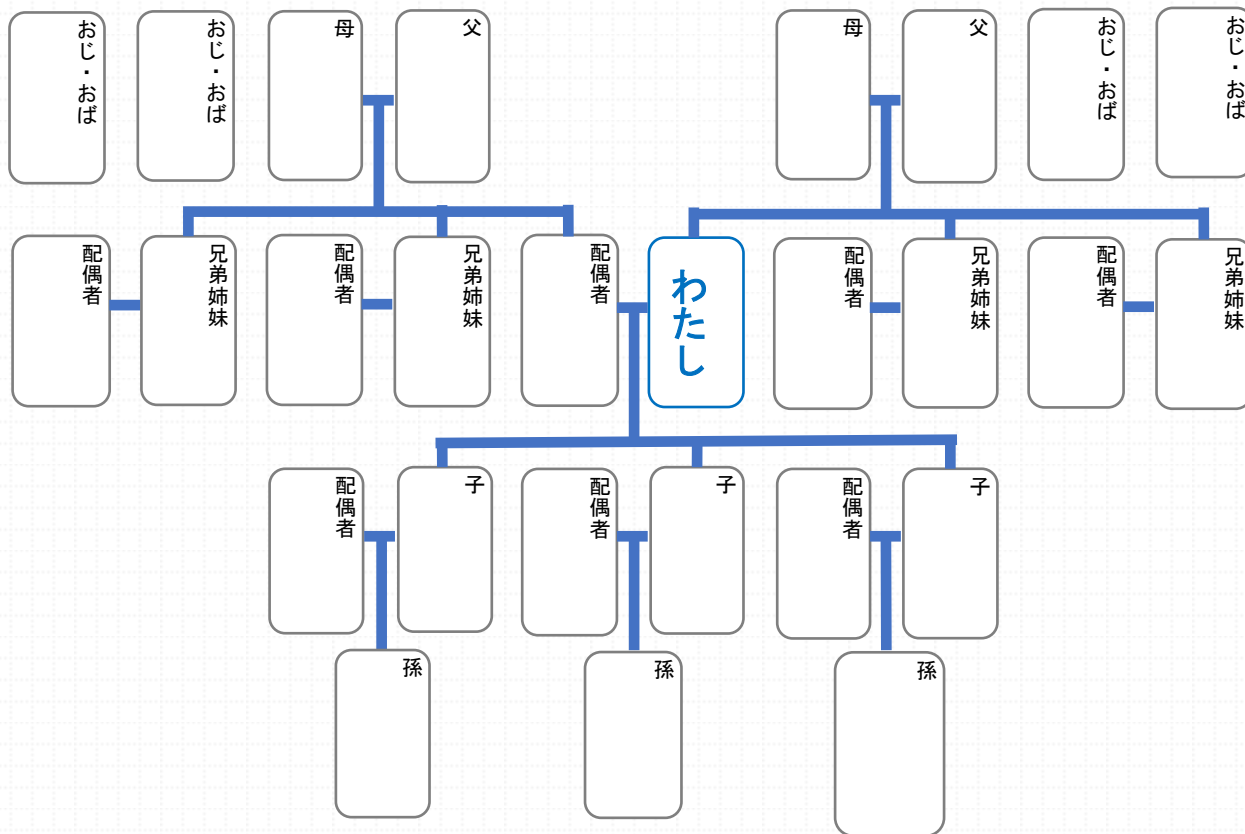 おじ・おば
おじ・おば
母
父
母
父
おじ・おば
おじ・おば
配偶者
兄弟姉妹
配偶者
兄弟姉妹
配偶者
わたし
配偶者
兄弟姉妹
配偶者
兄弟姉妹
配偶者
子
配偶者
子
配偶者
子
孫
孫
孫